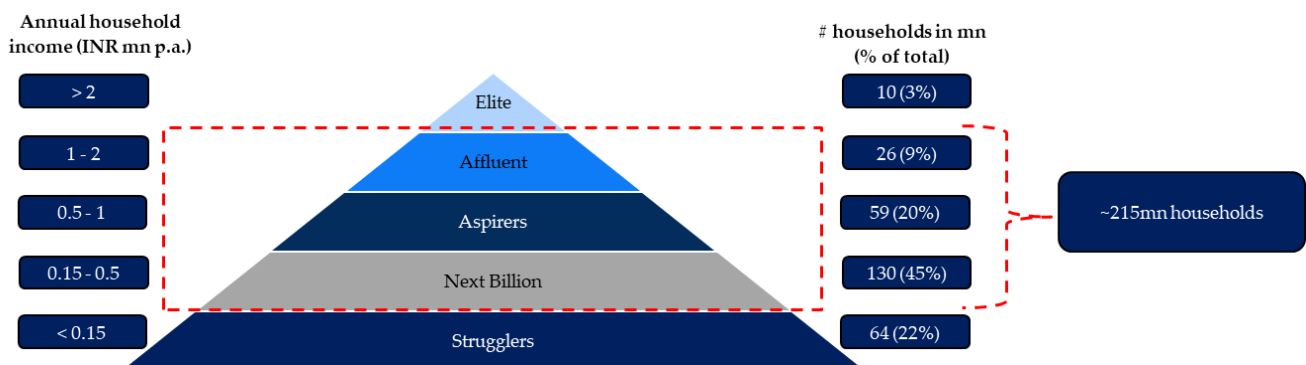 Annual household
income (INR mn p.a.)
# households in mn
(% of total)
> 2
Elite
10 (3%)
1 - 2
Affluent
26 (9%)
0.5 - 1
Aspirers
59 (20%)
~215mn households
0.15 - 0.5
Next Billion
130 (45%)
< 0.15
Strugglers
64 (22%)